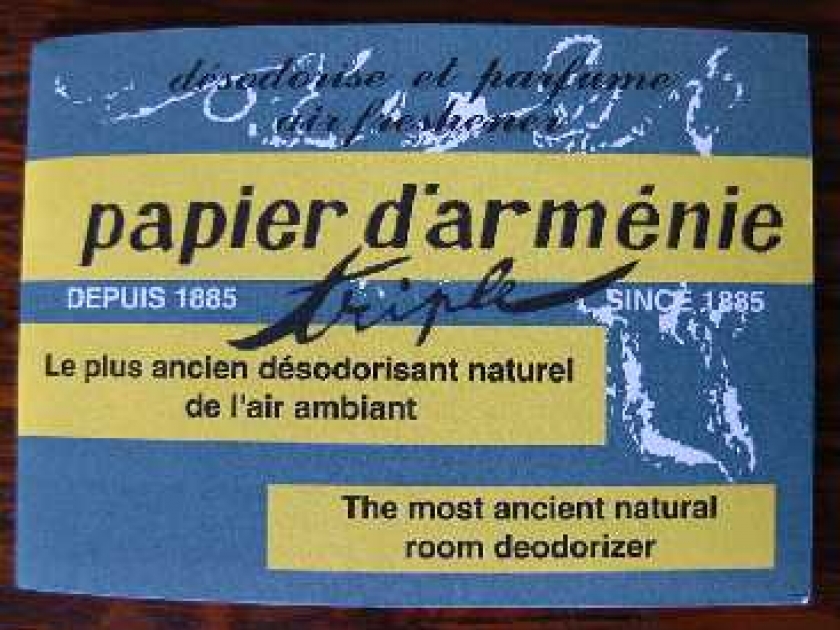 désodorise et parfume
air freshener
papier d'arménie
triple
DEPUIS 1885
SINCE 1885
Le plus ancien désodorisant naturel
de l'air ambiant
The most ancient natural
room deodorizer